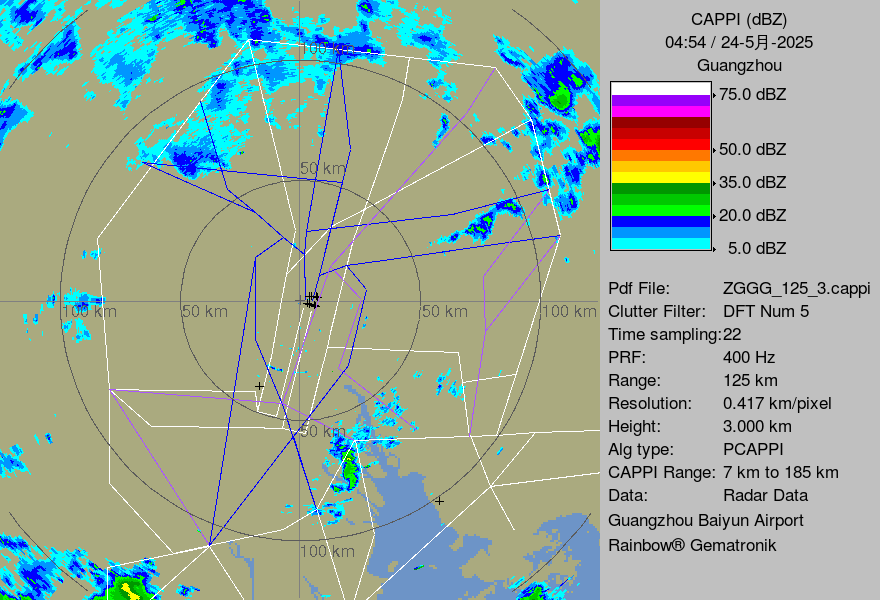 CAPPI (dBZ)
04:54 / 24-5月-2025
Guangzhou
75.0 dBZ
50.0 dBZ
35.0 dBZ
20.0 dBZ
5.0 dBZ
Pdf File: ZGGG_125_3.cappi
Clutter Filter: DFT Num 5
Time sampling:22
PRF: 400 Hz
Range: 125 km
Resolution: 0.417 km/pixel
Height: 3.000 km
Alg type: PCAPPI
CAPPI Range: 7 km to 185 km
Data: Radar Data
Guangzhou Baiyun Airport
Rainbow® Gematronik
100 km
50 km
100 km
50 km
50 km
100 km
50 km
100 km